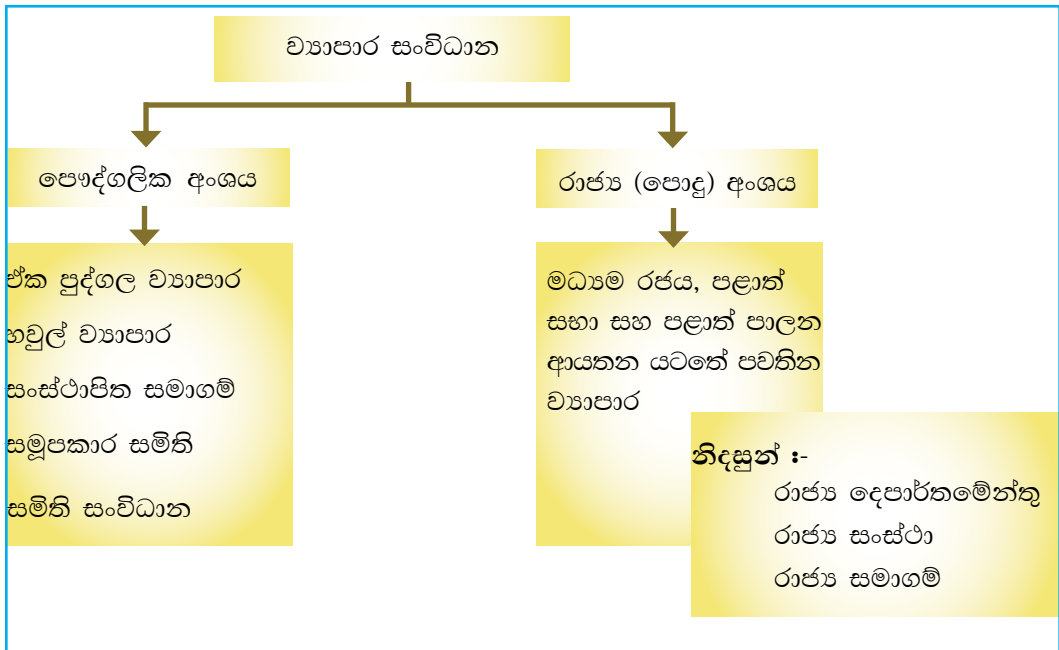 ව්‍යාපාර සංවිධාන
පෞද්ගලික අංශය
රාජ්‍ය (පොදු) අංශය
ඒක පුද්ගල ව්‍යාපාර
හවුල් ව්‍යාපාර
සංස්ථාපිත සමාගම්
සමූපකාර සමිති
සමිති සංවිධාන
මධ්‍යම රජය, පළාත්
සභා සහ පළාත් පාලන
ආයතන යටතේ පවතින
ව්‍යාපාර
නිදසුන් :-
රාජ්‍ය දෙපාර්තමේන්තු
රාජ්‍ය සංස්ථා
රාජ්‍ය සමාගම්